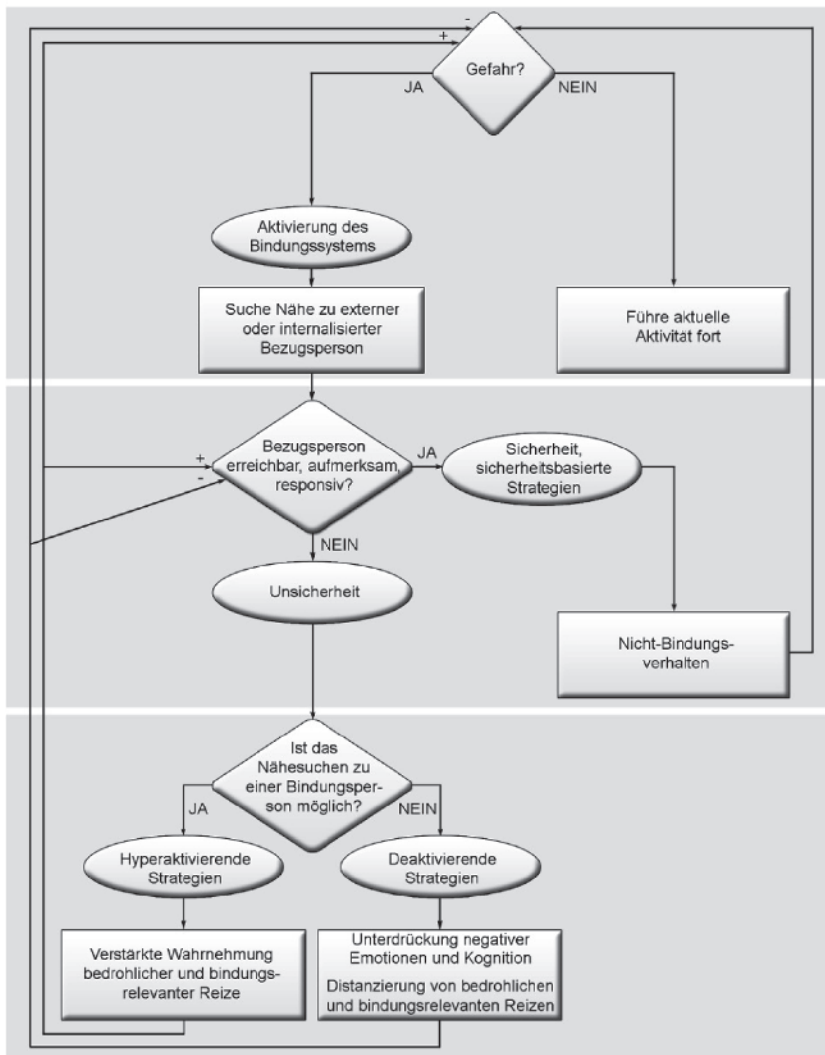 -
+
Gefahr?
JA
NEIN
Aktivierung des
Bindungssystems
Suche Nähe zu externer
oder internalisierter
Bezugsperson
Führe aktuelle
Aktivität fort
Bezugsperson
erreichbar, aufmerksam,
responsiv?
+
-
JA
NEIN
Sicherheit,
sicherheitsbasierte
Strategien
Unsicherheit
Nicht-Bindungs-
verhalten
Ist das
Nähesuchen zu
einer Bindungsper-
son möglich?
JA
NEIN
Hyperaktivierende
Strategien
Deaktivierende
Strategien
Verstärkte Wahrnehmung
bedrohlicher und bindungs-
relevanter Reize
Unterdrückung negativer
Emotionen und Kognition
Distanzierung von bedrohlichen
und bindungsrelevanten Reizen